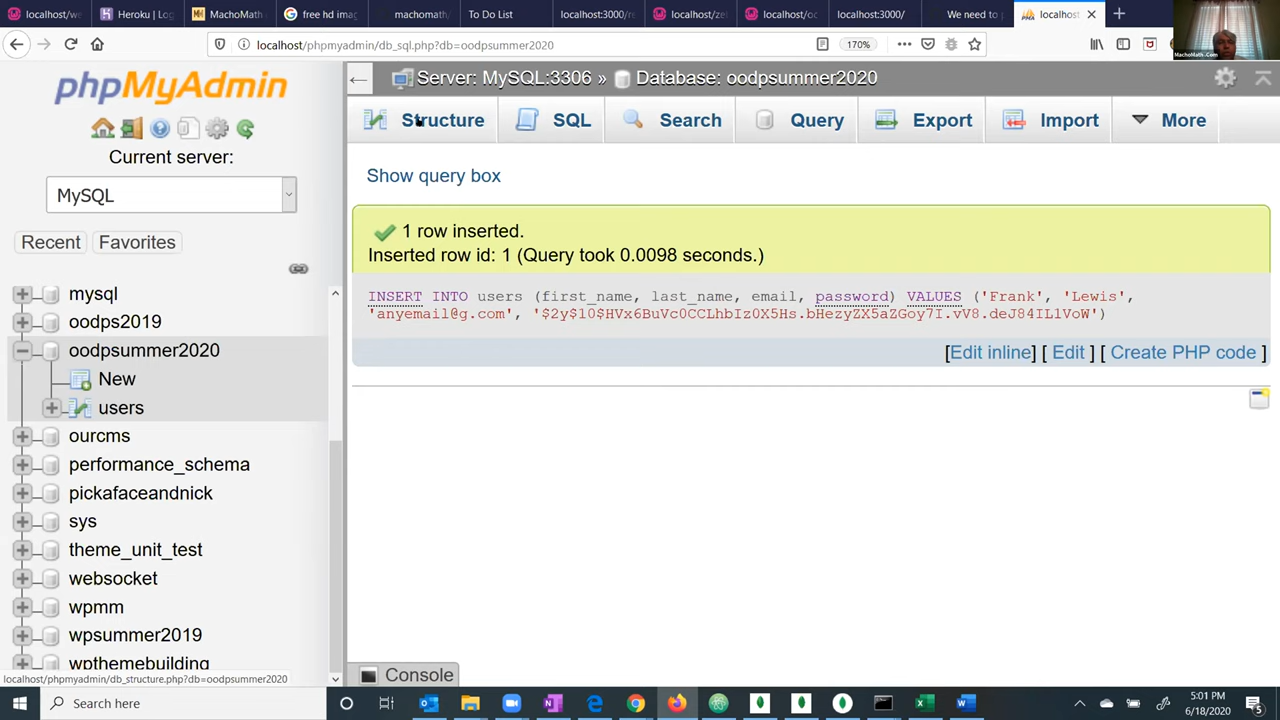 localhost/we
Heroku | Log
MachoMath
free hd ima
machomath/
To Do List
localhost:3000/r
localhost/ze
localhost/oc
localhost:3000/
We need to
localhost
localhost/phpmyadmin/db_sql.php?db=oodpsummer2020
170%
MachoMath.Com
phpMyAdmin
Current server:
MySQL
Recent
Favorites
mysql
oodps2019
oodpsummer2020
New
users
ourcms
performance_schema
pickafaceandnick
sys
theme_unit_test
websocket
wpmm
wpsummer2019
wpthemebuilding
localhost/phpmyadmin/db_structure.php?db=oodpsummer2020
Server: MySQL:3306 » Database: oodpsummer2020
Structure
SQL
Search
Query
Export
Import
More
Show query box
1 row inserted.
Inserted row id: 1 (Query took 0.0098 seconds.)
INSERT INTO users (first_name, last_name, email, password) VALUES ('Frank', 'Lewis',
'anyemail@g.com', '$2y$10$HVx6BuVc0CCLhbIz0X5Hs.bHezyZX5aZGoy7I.vV8.deJ84IL1VoW')
[Edit inline] [ Edit ] [ Create PHP code ]
Console
Search here
5:01 PM
6/18/2020
5